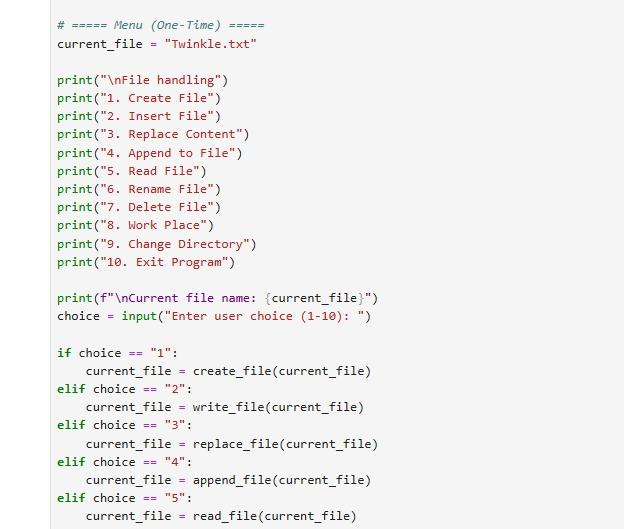 # ===== Menu (One-Time) =====
current_file = "Twinkle.txt"
print("\nFile handling")
print("1. Create File")
print("2. Insert File")
print("3. Replace Content")
print("4. Append to File")
print("5. Read File")
print("6. Rename File")
print("7. Delete File")
print("8. Work Place")
print("9. Change Directory")
print("10. Exit Program")
print(f"\nCurrent file name: {current_file}")
choice = input("Enter user choice (1-10): ")
if choice == "1":
    current_file = create_file(current_file)
elif choice == "2":
    current_file = write_file(current_file)
elif choice == "3":
    current_file = replace_file(current_file)
elif choice == "4":
    current_file = append_file(current_file)
elif choice == "5":
    current_file = read_file(current_file)